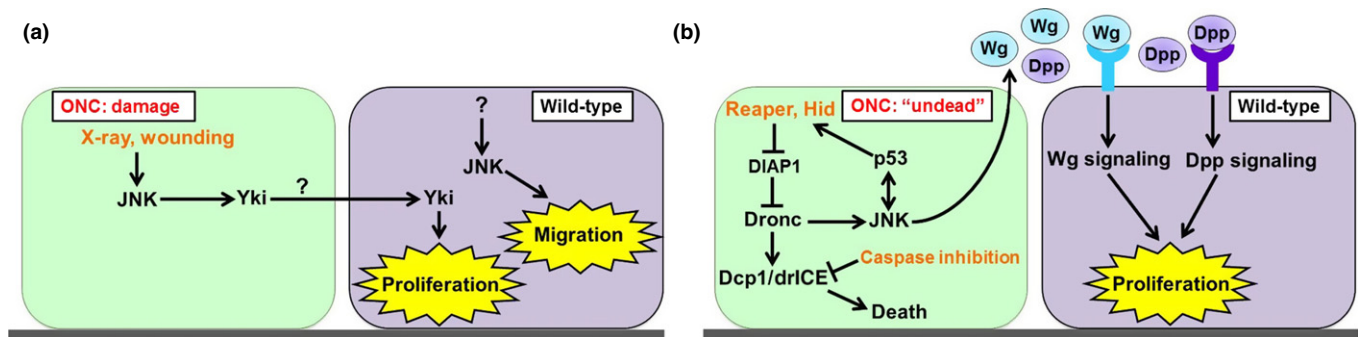 (a)
ONC: damage
X-ray, wounding
JNK
Yki
?
Wild-type
?
JNK
Yki
Migration
Proliferation
(b)
Wg
Wg
Dpp
Wg
Dpp
Dpp
Reaper, Hid
ONC: “undead”
DIAP1
p53
Dronc
JNK
Dcp1/drICE
Caspase inhibition
Death
Wild-type
Wg signaling
Dpp signaling
Proliferation